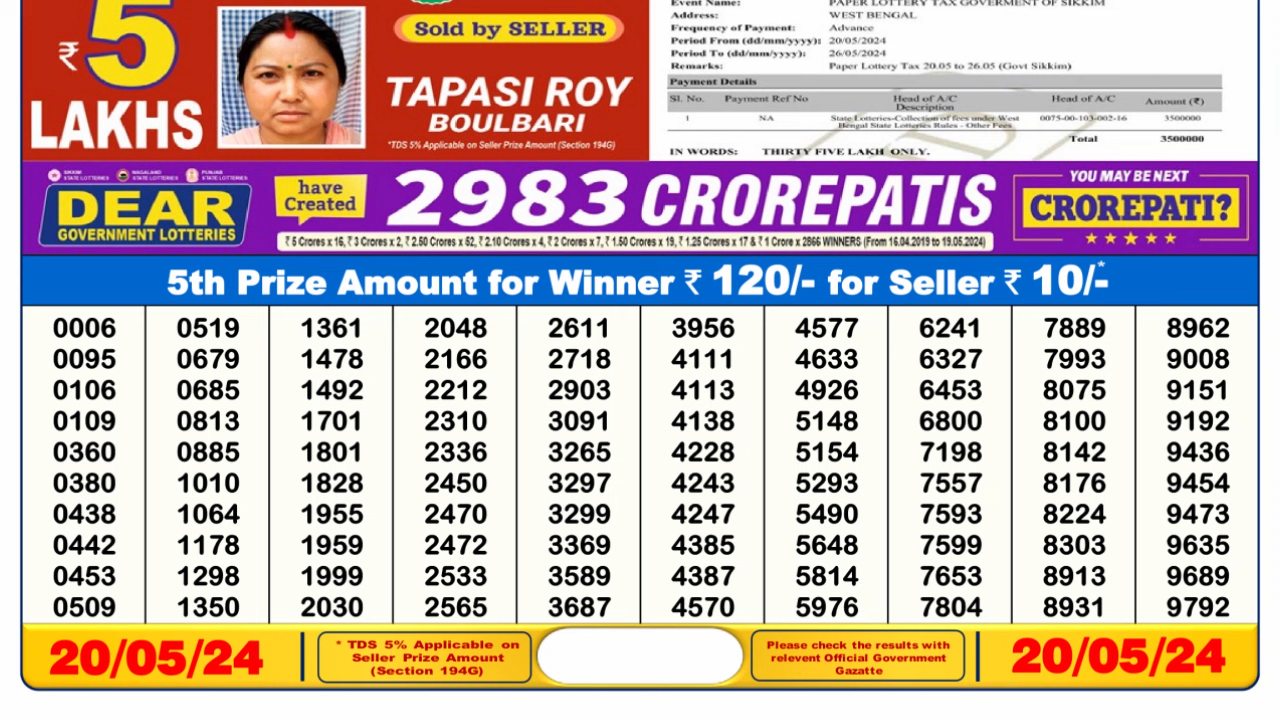 ₹5
LAKHS
Sold by SELLER
TAPASI ROY
BOULBARI
*TDS 5% Applicable on Seller Prize Amount (Section 194G)
Event Name: PAPER LOTTERY TAX GOVERMENT OF SIKKIM
Address: WEST BENGAL
Frequency of Payment: Advance
Period From (dd/mm/yyyy): 20/05/2024
Period To (dd/mm/yyyy): 26/05/2024
Remarks: Paper Lottery Tax 20.05 to 26.05 (Govt Sikkim)
Payment Details
Sl. No. Payment Ref No Head of A/C Description Head of A/C Amount (₹)
1 NA State Lotteries-Collection of fees under West Bengal State Lotteries Rules - Other Fees 0075-00-103-002-16 3500000
Total 3500000
IN WORDS: THIRTY FIVE LAKH ONLY.
SIKKIM STATE LOTTERIES NAGALAND STATE LOTTERIES PUNJAB STATE LOTTERIES
DEAR
GOVERNMENT LOTTERIES
have Created
2983 CROREPATIS
₹ 5 Crores x 16, ₹ 3 Crores x 2, ₹ 2.50 Crores x 52, ₹ 2.10 Crores x 4, ₹ 2 Crores x 7, ₹ 1.50 Crores x 19, ₹ 1.25 Crores x 17 & ₹ 1 Crore x 2866 WINNERS (From 16.04.2019 to 19.05.2024)
YOU MAY BE NEXT
CROREPATI?
5th Prize Amount for Winner ₹ 120/- for Seller ₹ 10/-*
0006 0519 1361 2048 2611 3956 4577 6241 7889 8962
0095 0679 1478 2166 2718 4111 4633 6327 7993 9008
0106 0685 1492 2212 2903 4113 4926 6453 8075 9151
0109 0813 1701 2310 3091 4138 5148 6800 8100 9192
0360 0885 1801 2336 3265 4228 5154 7198 8142 9436
0380 1010 1828 2450 3297 4243 5293 7557 8176 9454
0438 1064 1955 2470 3299 4247 5490 7593 8224 9473
0442 1178 1959 2472 3369 4385 5648 7599 8303 9635
0453 1298 1999 2533 3589 4387 5814 7653 8913 9689
0509 1350 2030 2565 3687 4570 5976 7804 8931 9792
20/05/24
* TDS 5% Applicable on
Seller Prize Amount
(Section 194G)
Please check the results with
relevent Official Government
Gazatte
20/05/24